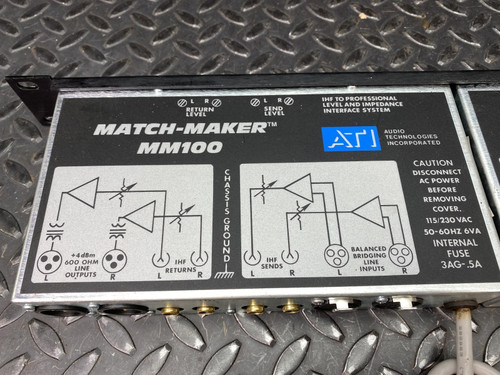 L R
RETURN
LEVEL
L R
SEND
LEVEL
IHF TO PROFESSIONAL
LEVEL AND IMPEDANCE
INTERFACE SYSTEM
MATCH-MAKER™
MM100
ATI
AUDIO
TECHNOLOGIES
INCORPORATED
CAUTION
DISCONNECT
AC POWER
BEFORE
REMOVING
COVER.
115/230 VAC
50-60HZ 6VA
INTERNAL
FUSE
3AG-.5A
CHASSIS GROUND
L
+4dBm
600 OHM
LINE
OUTPUTS
R
L
IHF
RETURNS
R
L
IHF
SENDS
R
L
BALANCED
BRIDGING
LINE
INPUTS
R